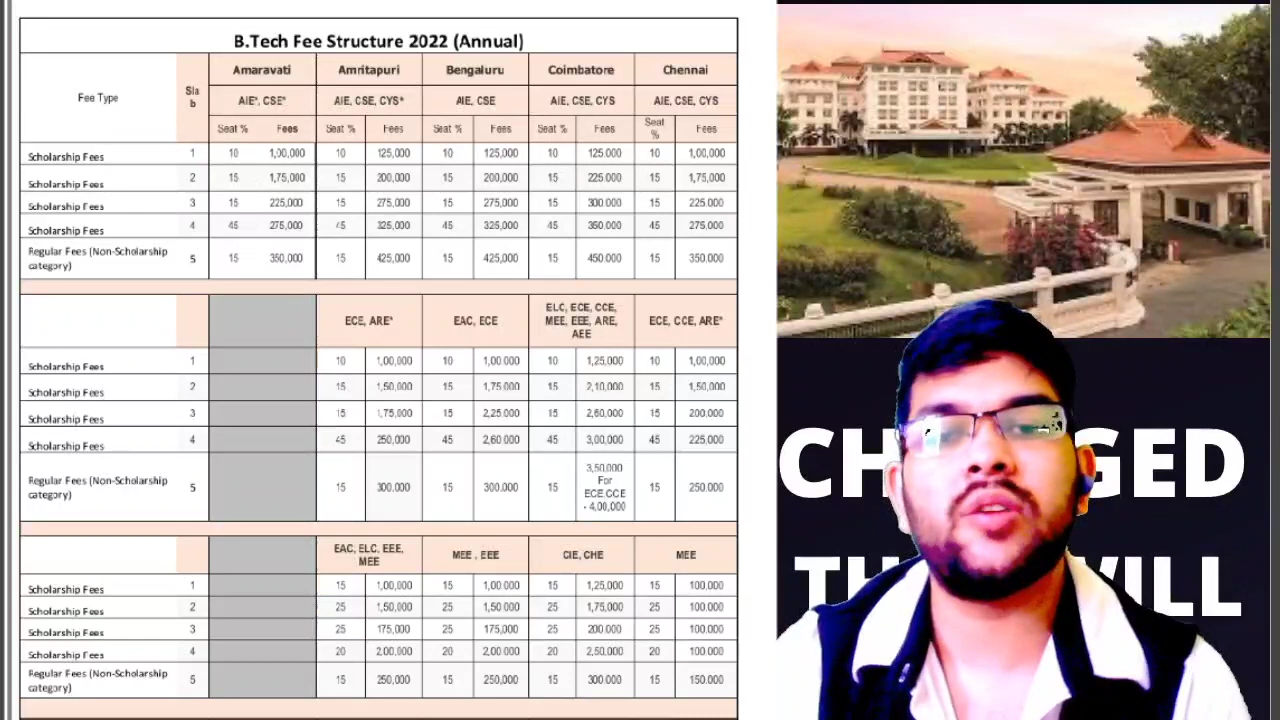 B.Tech Fee Structure 2022 (Annual)
Fee Type Sla b Amaravati Amritapuri Bengaluru Coimbatore Chennai
AIE*, CSE* AIE, CSE, CYS* AIE, CSE AIE, CSE, CYS AIE, CSE, CYS
Seat % Fees Seat % Fees Seat % Fees Seat % Fees Seat % Fees
Scholarship Fees 1 10 1,00,000 10 125,000 10 125,000 10 125.000 10 1,00,000
Scholarship Fees 2 15 1,75,000 15 200,000 15 200,000 15 225.000 15 1,75,000
Scholarship Fees 3 15 225,000 15 275,000 15 275,000 15 300.000 15 225.000
Scholarship Fees 4 45 275,000 45 325,000 45 325,000 45 350,000 45 275.000
Regular Fees (Non-Scholarship category) 5 15 350,000 15 425,000 15 425,000 15 450.000 15 350.000
ECE, ARE* EAC, ECE ELC, ECE, CCE, MEE, EEE, ARE, AEE ECE, CCE, ARE*
Scholarship Fees 1 10 1,00,000 10 1,00.000 10 1,25,000 10 1,00,000
Scholarship Fees 2 15 1,50,000 15 1,75.000 15 2,10,000 15 1,50,000
Scholarship Fees 3 15 1,75,000 15 2,25.000 15 2,60,000 15 200.000
Scholarship Fees 4 45 250,000 45 2,60.000 45 3,00,000 45 225,000
Regular Fees (Non-Scholarship category) 5 15 300.000 15 300.000 15 3,50,000 For ECE.CCE - 4,00,000 15 250.000
EAC, ELC, EEE, MEE MEE , EEE CIE, CHE MEE
Scholarship Fees 1 15 1,00,000 15 1,00.000 15 1,25,000 15 100.000
Scholarship Fees 2 25 1,50,000 25 1,50.000 25 1,75,000 25 100.000
Scholarship Fees 3 25 175,000 25 175,000 25 200.000 25 100.000
Scholarship Fees 4 20 2,00,000 20 2,00,000 20 2,50,000 20 100.000
Regular Fees (Non-Scholarship category) 5 15 250,000 15 250,000 15 300.000 15 150.000